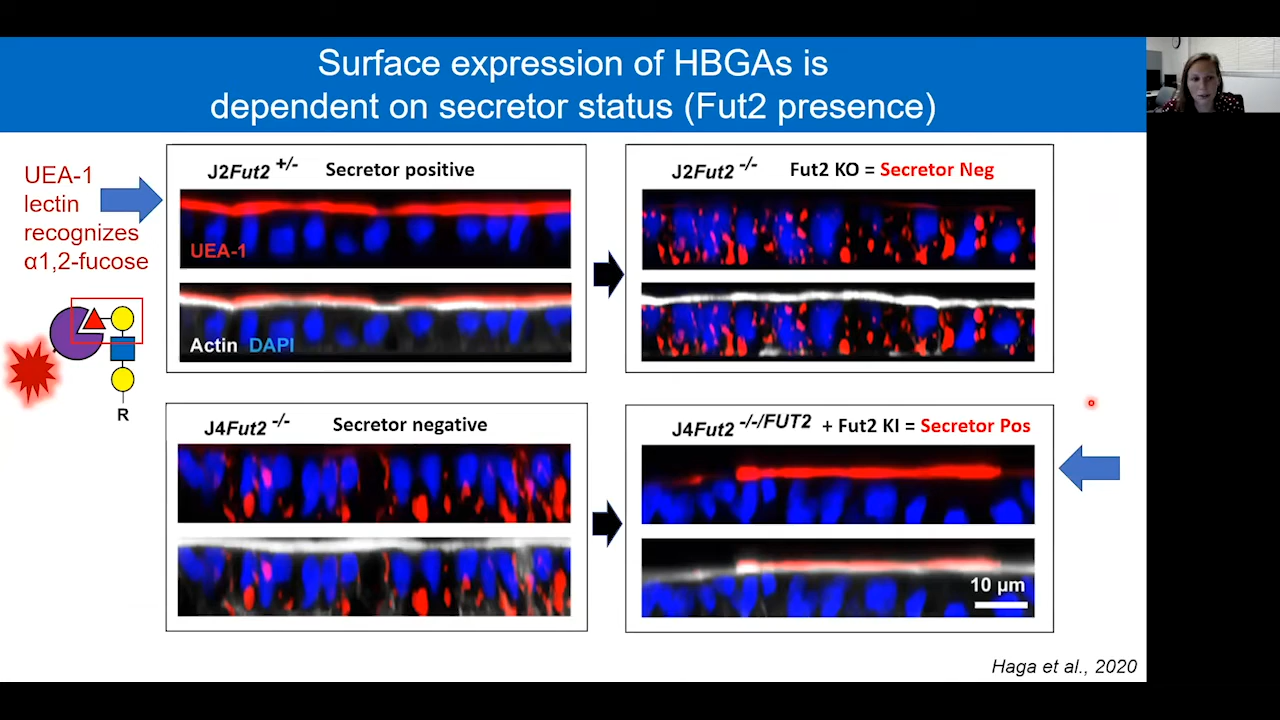 Surface expression of HBGAs is
dependent on secretor status (Fut2 presence)
UEA-1
lectin
recognizes
α1,2-fucose
R
J2Fut2 +/- Secretor positive
UEA-1
Actin DAPI
J2Fut2 -/- Fut2 KO = Secretor Neg
J4Fut2 -/- Secretor negative
J4Fut2 -/-/FUT2 + Fut2 KI = Secretor Pos
10 µm
Haga et al., 2020